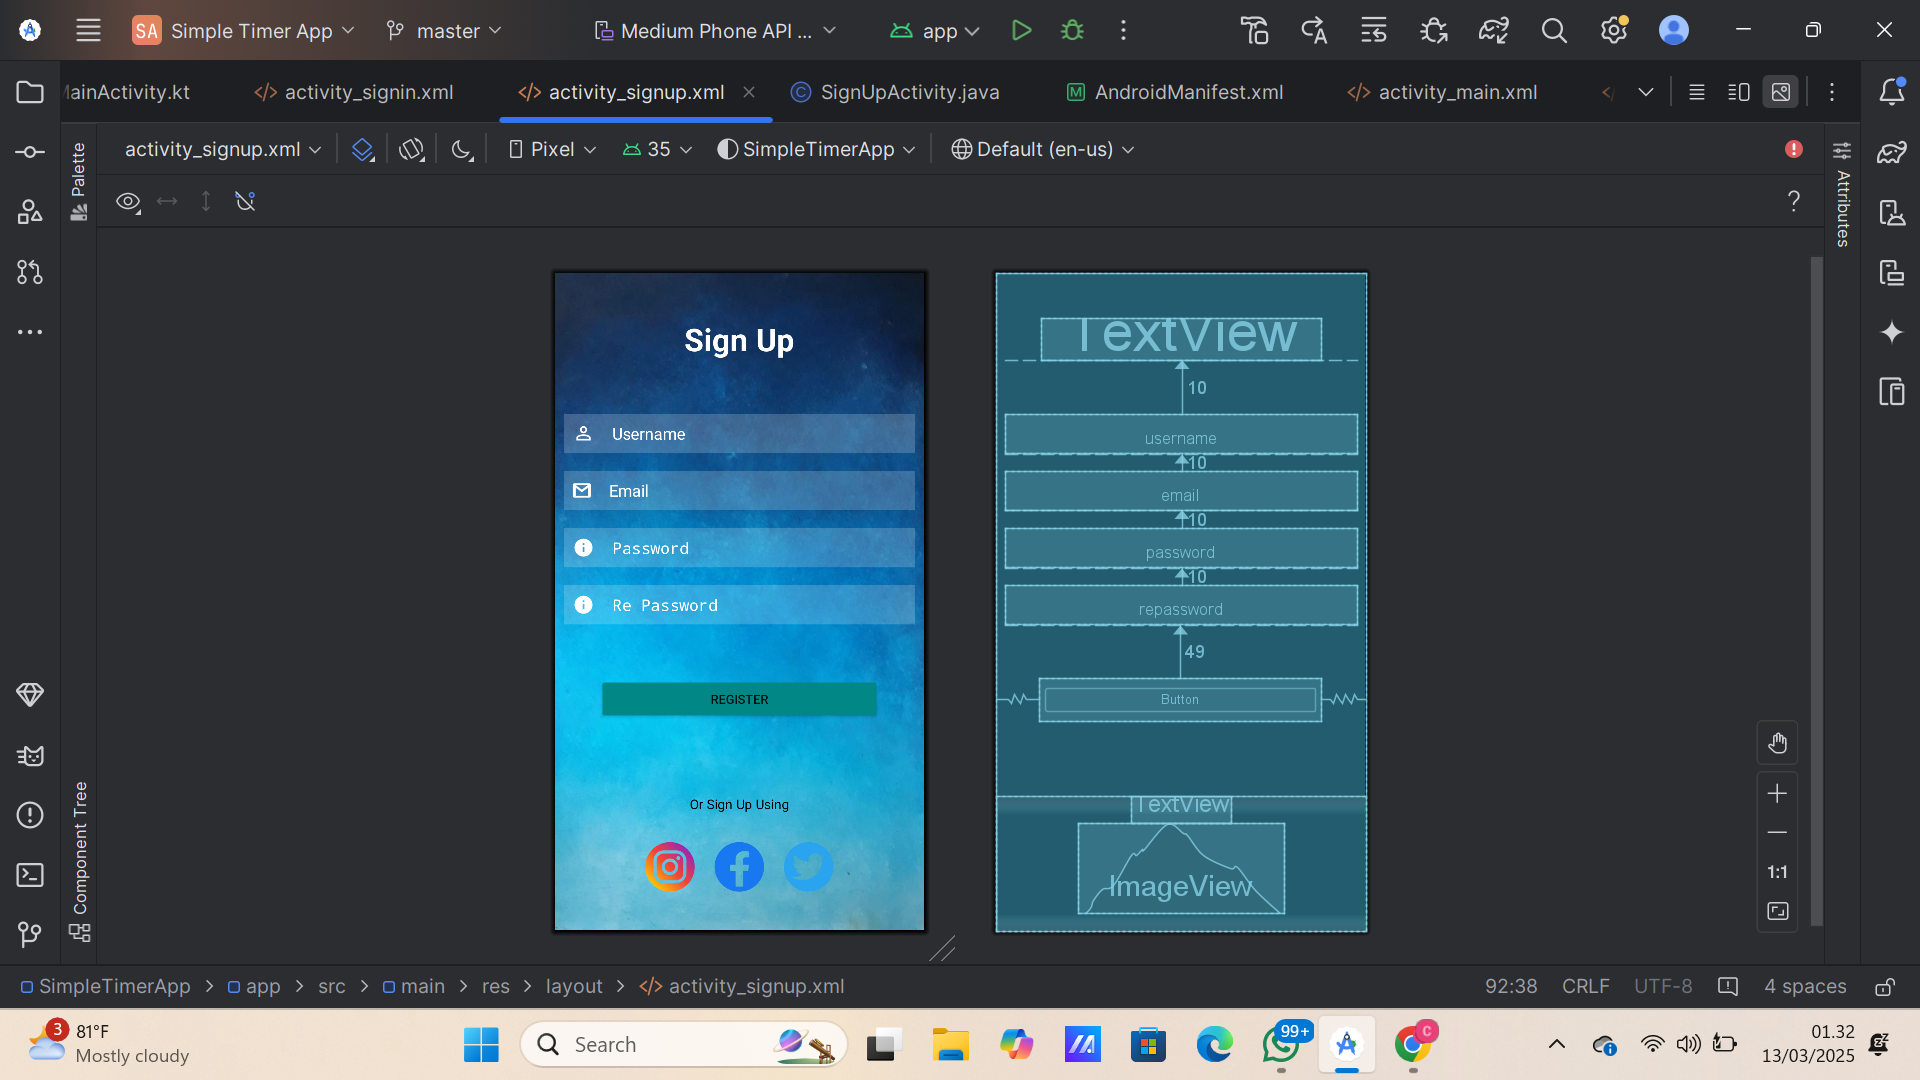 SA Simple Timer App master Medium Phone API ... app
MainActivity.kt activity_signin.xml activity_signup.xml SignUpActivity.java AndroidManifest.xml activity_main.xml
activity_signup.xml Pixel 35 SimpleTimerApp Default (en-us)
Palette
Attributes
?
Sign Up
Username
Email
Password
Re Password
REGISTER
Or Sign Up Using
TextView
10
username
10
email
10
password
10
repassword
49
Button
TextView
ImageView
1:1
Component Tree
SimpleTimerApp > app > src > main > res > layout > activity_signup.xml 92:38 CRLF UTF-8 4 spaces
3 81°F
Mostly cloudy
Search
99+
C
01.32
13/03/2025